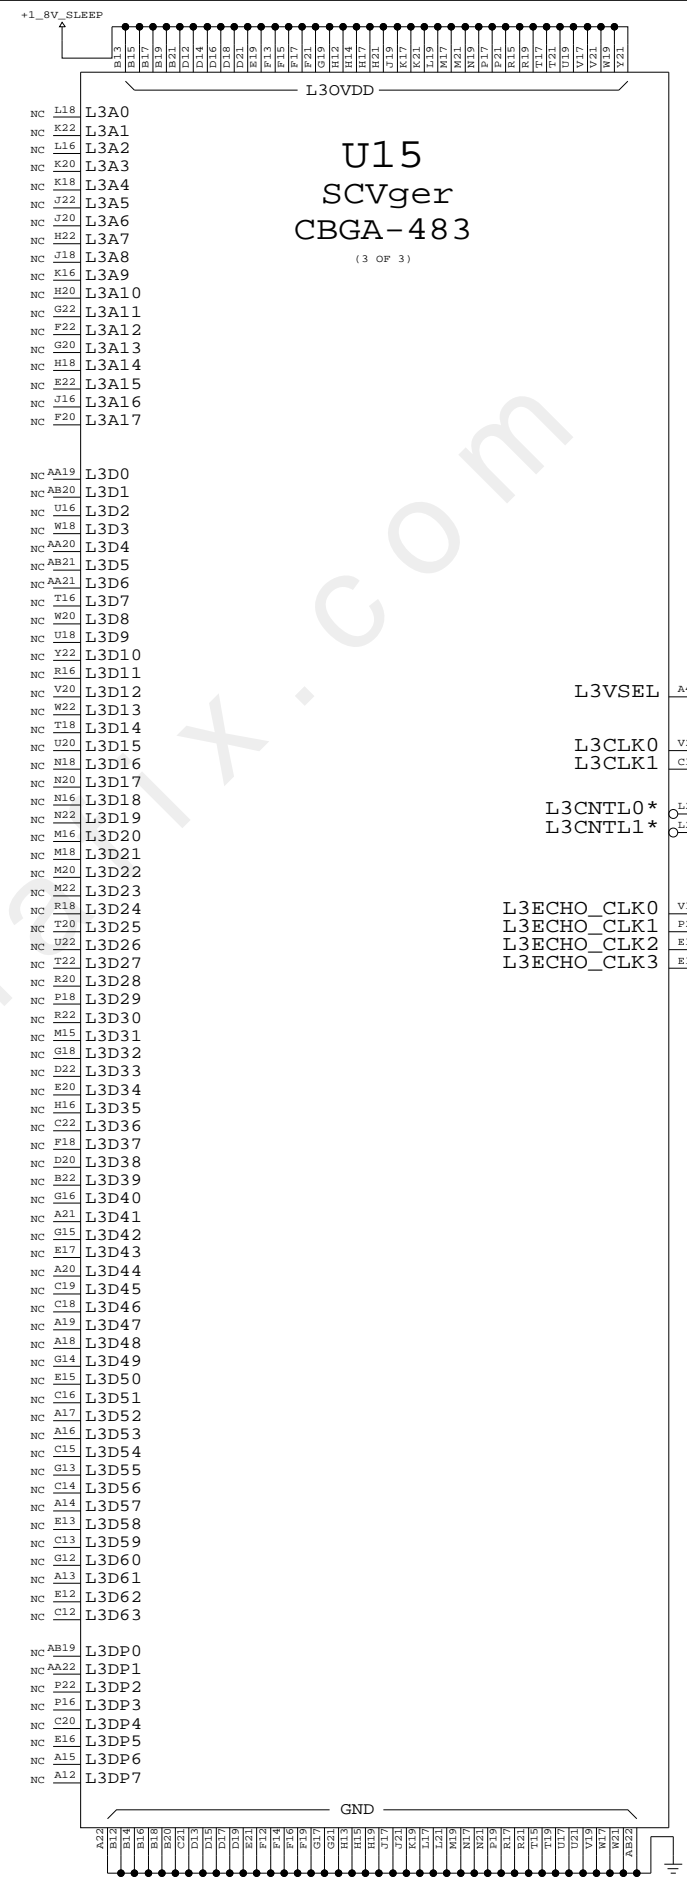 +1_8V_SLEEP
B13 B15 B17 B19 B21 D12 D14 D16 D18 D21 E19 F13 F15 F17 F21 G19 H12 H14 H17 H21 J19 K17 K21 L19 M17 M21 N19 P17 P21 R15 R19 T17 T21 U19 V17 V21 W19 Y21
L3OVDD
U15
SCVger
CBGA-483
(3 OF 3)
NC L18 L3A0
NC K22 L3A1
NC L16 L3A2
NC K20 L3A3
NC K18 L3A4
NC J22 L3A5
NC J20 L3A6
NC H22 L3A7
NC J18 L3A8
NC K16 L3A9
NC H20 L3A10
NC G22 L3A11
NC F22 L3A12
NC G20 L3A13
NC H18 L3A14
NC E22 L3A15
NC J16 L3A16
NC F20 L3A17
NC AA19 L3D0
NC AB20 L3D1
NC U16 L3D2
NC W18 L3D3
NC AA20 L3D4
NC AB21 L3D5
NC AA21 L3D6
NC T16 L3D7
NC W20 L3D8
NC U18 L3D9
NC Y22 L3D10
NC R16 L3D11
NC V20 L3D12
L3VSEL
NC W22 L3D13
NC T18 L3D14
NC U20 L3D15
L3CLK0
NC N18 L3D16
L3CLK1
NC N20 L3D17
NC N16 L3D18
L3CNTL0*
NC N22 L3D19
L3CNTL1*
NC M16 L3D20
NC M18 L3D21
NC M20 L3D22
NC M22 L3D23
NC R18 L3D24
L3ECHO_CLK0
NC T20 L3D25
L3ECHO_CLK1
NC U22 L3D26
L3ECHO_CLK2
NC T22 L3D27
L3ECHO_CLK3
NC R20 L3D28
NC P18 L3D29
NC R22 L3D30
NC M15 L3D31
NC G18 L3D32
NC D22 L3D33
NC E20 L3D34
NC H16 L3D35
NC C22 L3D36
NC F18 L3D37
NC D20 L3D38
NC B22 L3D39
NC G16 L3D40
NC A21 L3D41
NC G15 L3D42
NC E17 L3D43
NC A20 L3D44
NC C19 L3D45
NC C18 L3D46
NC A19 L3D47
NC A18 L3D48
NC G14 L3D49
NC E15 L3D50
NC C16 L3D51
NC A17 L3D52
NC A16 L3D53
NC C15 L3D54
NC G13 L3D55
NC C14 L3D56
NC A14 L3D57
NC E13 L3D58
NC C13 L3D59
NC G12 L3D60
NC A13 L3D61
NC E12 L3D62
NC C12 L3D63
NC AB19 L3DP0
NC AA22 L3DP1
NC P22 L3DP2
NC P16 L3DP3
NC C20 L3DP4
NC E16 L3DP5
NC A15 L3DP6
NC A12 L3DP7
GND
A22 B12 B14 B16 B18 B20 C21 D13 D15 D17 D19 E21 F12 F14 F16 F19 G17 G21 H13 H15 H19 J17 J21 K19 L17 L21 M19 N17 N21 P19 R17 R21 T15 T19 U17 U21 V19 W17 W21 AB22